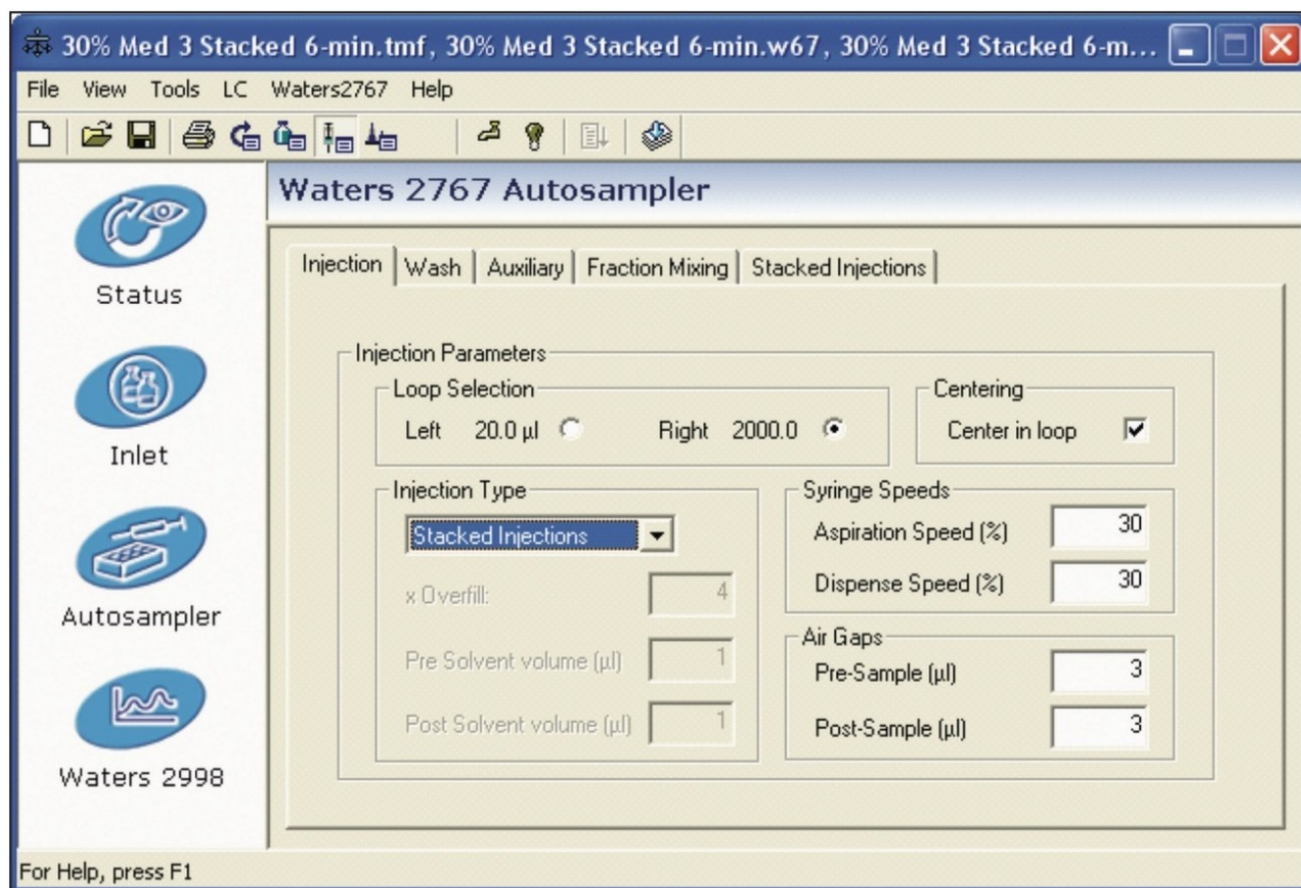 30% Med 3 Stacked 6-min.tmf, 30% Med 3 Stacked 6-min.w67, 30% Med 3 Stacked 6-m...
File View Tools LC Waters2767 Help
Waters 2767 Autosampler
Status
Inlet
Autosampler
Waters 2998
Injection Wash Auxiliary Fraction Mixing Stacked Injections
Injection Parameters
Loop Selection
Left 20.0 µl Right 2000.0
Centering
Center in loop
Injection Type
Stacked Injections
x Overfill: 4
Pre Solvent volume (µl) 1
Post Solvent volume (µl) 1
Syringe Speeds
Aspiration Speed (%) 30
Dispense Speed (%) 30
Air Gaps
Pre-Sample (µl) 3
Post-Sample (µl) 3
For Help, press F1